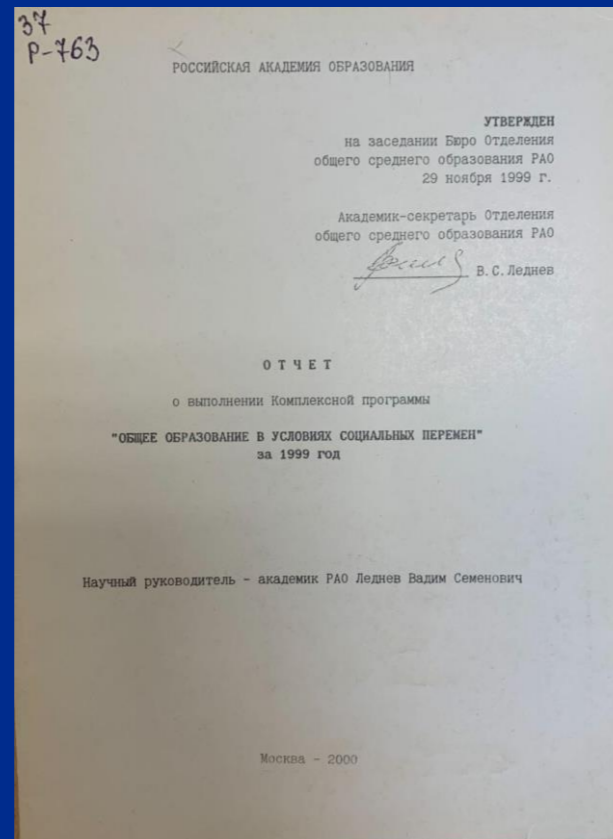 37
Р-763
РОССИЙСКАЯ АКАДЕМИЯ ОБРАЗОВАНИЯ
УТВЕРЖДЕН
на заседании Бюро Отделения
общего среднего образования РАО
29 ноября 1999 г.
Академик-секретарь Отделения
общего среднего образования РАО
В.С.Леднев
О Т Ч Е Т
о выполнении Комплексной программы
"ОБЩЕЕ ОБРАЗОВАНИЕ В УСЛОВИЯХ СОЦИАЛЬНЫХ ПЕРЕМЕН"
за 1999 год
Научный руководитель - академик РАО Леднев Вадим Семенович
Москва - 2000